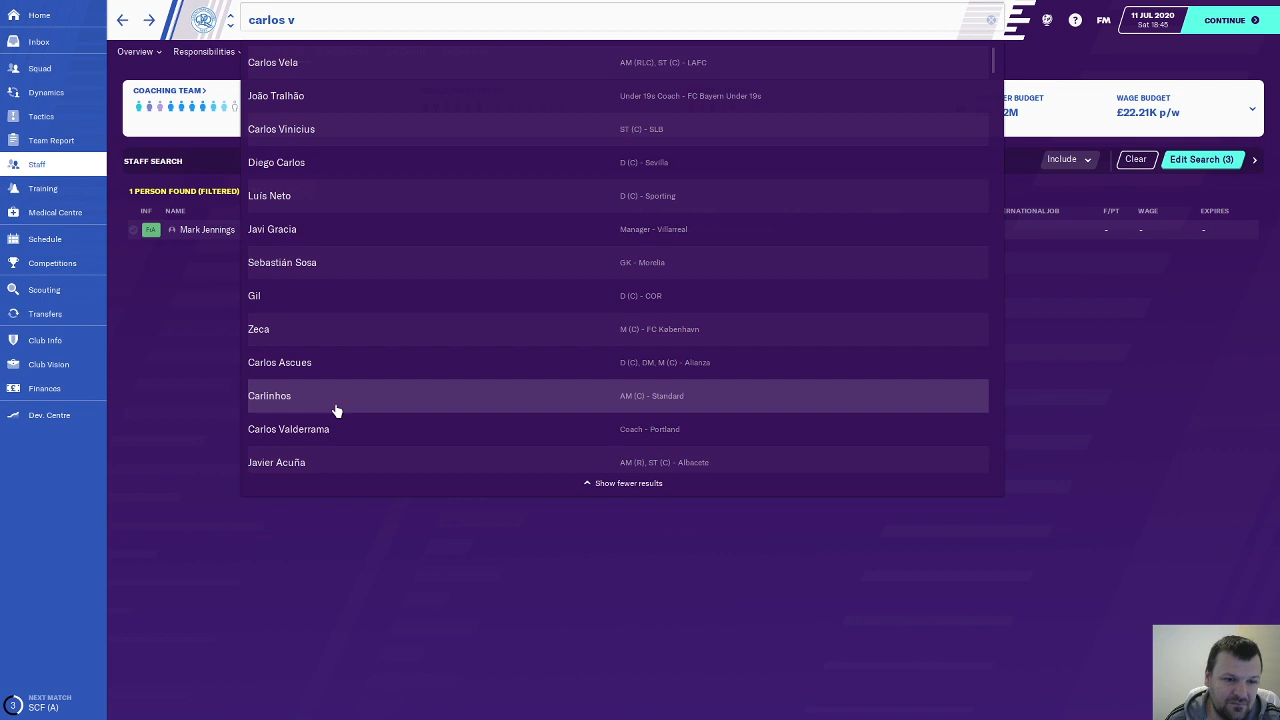 Home
carlos v
FM
11 JUL 2020
Sat 18:45
CONTINUE
Inbox
Overview
Responsibilities
Squad
Carlos Vela AM (RLC), ST (C) - LAFC
Dynamics
COACHING TEAM
João Tralhão Under 19s Coach - FC Bayern Under 19s
BUDGET
2M
WAGE BUDGET
£22.21K p/w
Tactics
Carlos Vinicius ST (C) - SLB
Team Report
Staff
STAFF SEARCH
Diego Carlos D (C) - Sevilla
Include
Clear
Edit Search (3)
Training
1 PERSON FOUND (FILTERED)
Luís Neto D (C) - Sporting
Medical Centre
INF NAME
F/PT WAGE EXPIRES
Schedule
FIA Mark Jennings
Javi Gracia Manager - Villarreal
- - -
Competitions
Sebastián Sosa GK - Morelia
Scouting
Gil D (C) - COR
Transfers
Zeca M (C) - FC København
Club Info
Carlos Ascues D (C), DM, M (C) - Alianza
Club Vision
Finances
Carlinhos AM (C) - Standard
Dev. Centre
Carlos Valderrama Coach - Portland
Javier Acuña AM (R), ST (C) - Albacete
Show fewer results
3
NEXT MATCH
SCF (A)